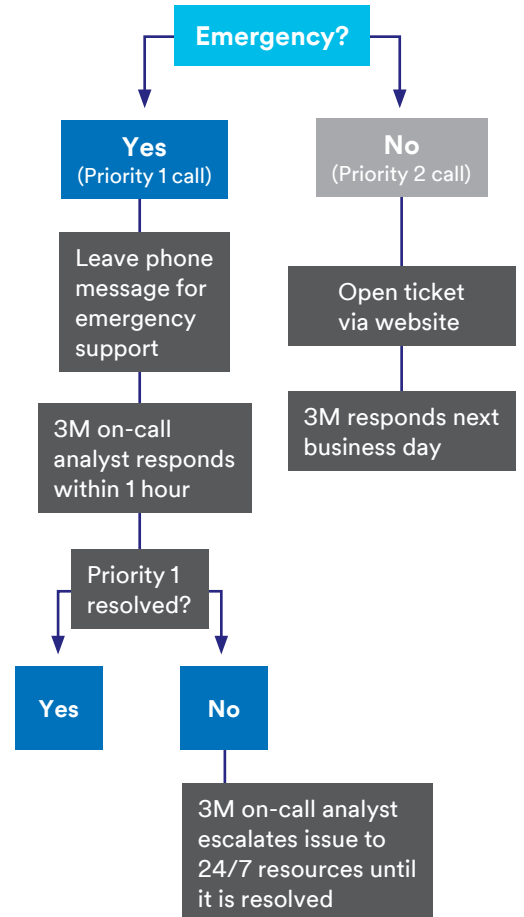 Emergency?
Yes
(Priority 1 call)
No
(Priority 2 call)
Leave phone
message for
emergency
support
Open ticket
via website
3M on-call
analyst responds
within 1 hour
3M responds next
business day
Priority 1
resolved?
Yes
No
3M on-call analyst
escalates issue to
24/7 resources until
it is resolved